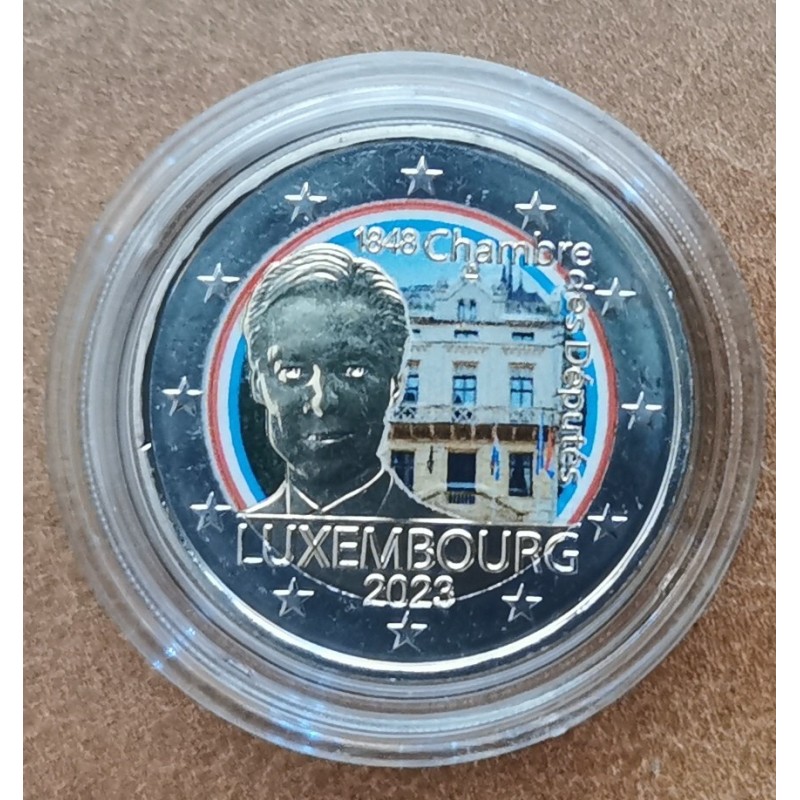 1848 Chambre
des Députés
LUXEMBOURG
2023